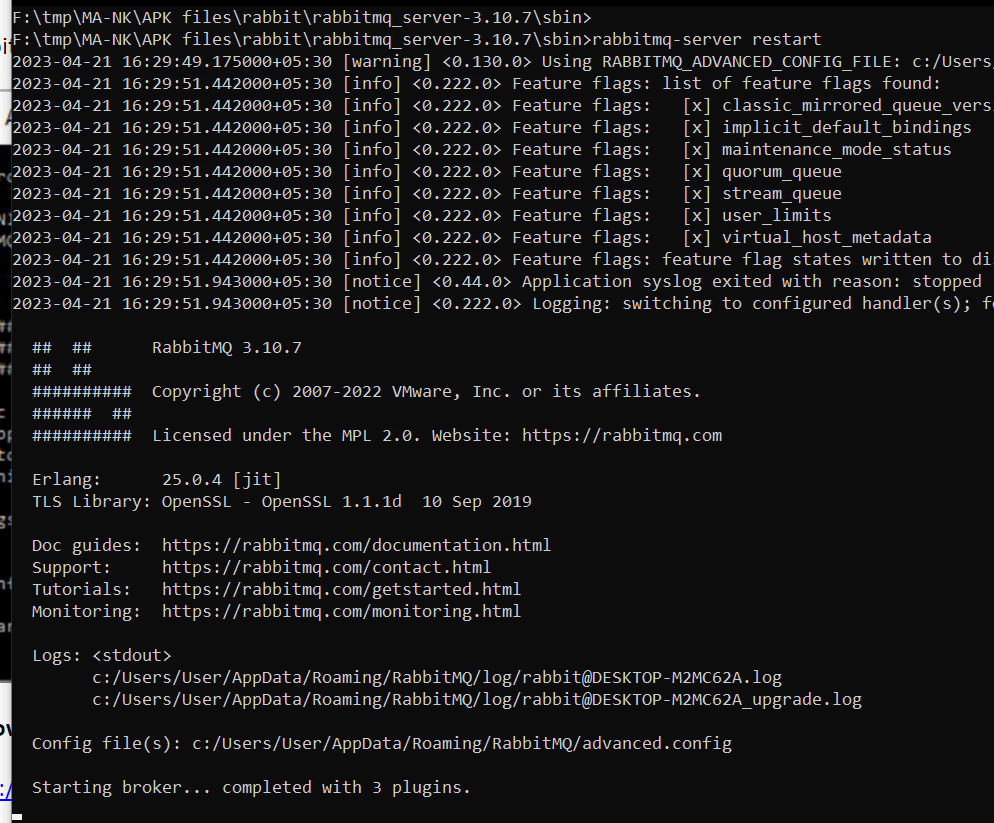 F:\tmp\MA-NK\APK files\rabbit\rabbitmq_server-3.10.7\sbin>
F:\tmp\MA-NK\APK files\rabbit\rabbitmq_server-3.10.7\sbin>rabbitmq-server restart
2023-04-21 16:29:49.175000+05:30 [warning] <0.130.0> Using RABBITMQ_ADVANCED_CONFIG_FILE: c:/Users/
2023-04-21 16:29:51.442000+05:30 [info] <0.222.0> Feature flags: list of feature flags found:
2023-04-21 16:29:51.442000+05:30 [info] <0.222.0> Feature flags:   [x] classic_mirrored_queue_vers
2023-04-21 16:29:51.442000+05:30 [info] <0.222.0> Feature flags:   [x] implicit_default_bindings
2023-04-21 16:29:51.442000+05:30 [info] <0.222.0> Feature flags:   [x] maintenance_mode_status
2023-04-21 16:29:51.442000+05:30 [info] <0.222.0> Feature flags:   [x] quorum_queue
2023-04-21 16:29:51.442000+05:30 [info] <0.222.0> Feature flags:   [x] stream_queue
2023-04-21 16:29:51.442000+05:30 [info] <0.222.0> Feature flags:   [x] user_limits
2023-04-21 16:29:51.442000+05:30 [info] <0.222.0> Feature flags:   [x] virtual_host_metadata
2023-04-21 16:29:51.442000+05:30 [info] <0.222.0> Feature flags: feature flag states written to di
2023-04-21 16:29:51.943000+05:30 [notice] <0.44.0> Application syslog exited with reason: stopped
2023-04-21 16:29:51.943000+05:30 [notice] <0.222.0> Logging: switching to configured handler(s); fo
##  ##      RabbitMQ 3.10.7
##  ##
##########  Copyright (c) 2007-2022 VMware, Inc. or its affiliates.
######  ##
##########  Licensed under the MPL 2.0. Website: https://rabbitmq.com
Erlang:      25.0.4 [jit]
TLS Library: OpenSSL - OpenSSL 1.1.1d  10 Sep 2019
Doc guides:  https://rabbitmq.com/documentation.html
Support:     https://rabbitmq.com/contact.html
Tutorials:   https://rabbitmq.com/getstarted.html
Monitoring:  https://rabbitmq.com/monitoring.html
Logs: <stdout>
c:/Users/User/AppData/Roaming/RabbitMQ/log/rabbit@DESKTOP-M2MC62A.log
c:/Users/User/AppData/Roaming/RabbitMQ/log/rabbit@DESKTOP-M2MC62A_upgrade.log
Config file(s): c:/Users/User/AppData/Roaming/RabbitMQ/advanced.config
Starting broker... completed with 3 plugins.